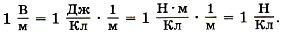 1 В/м = 1 Дж/Кл · 1/м = 1 Н · м/Кл · 1/м = 1 Н/Кл.